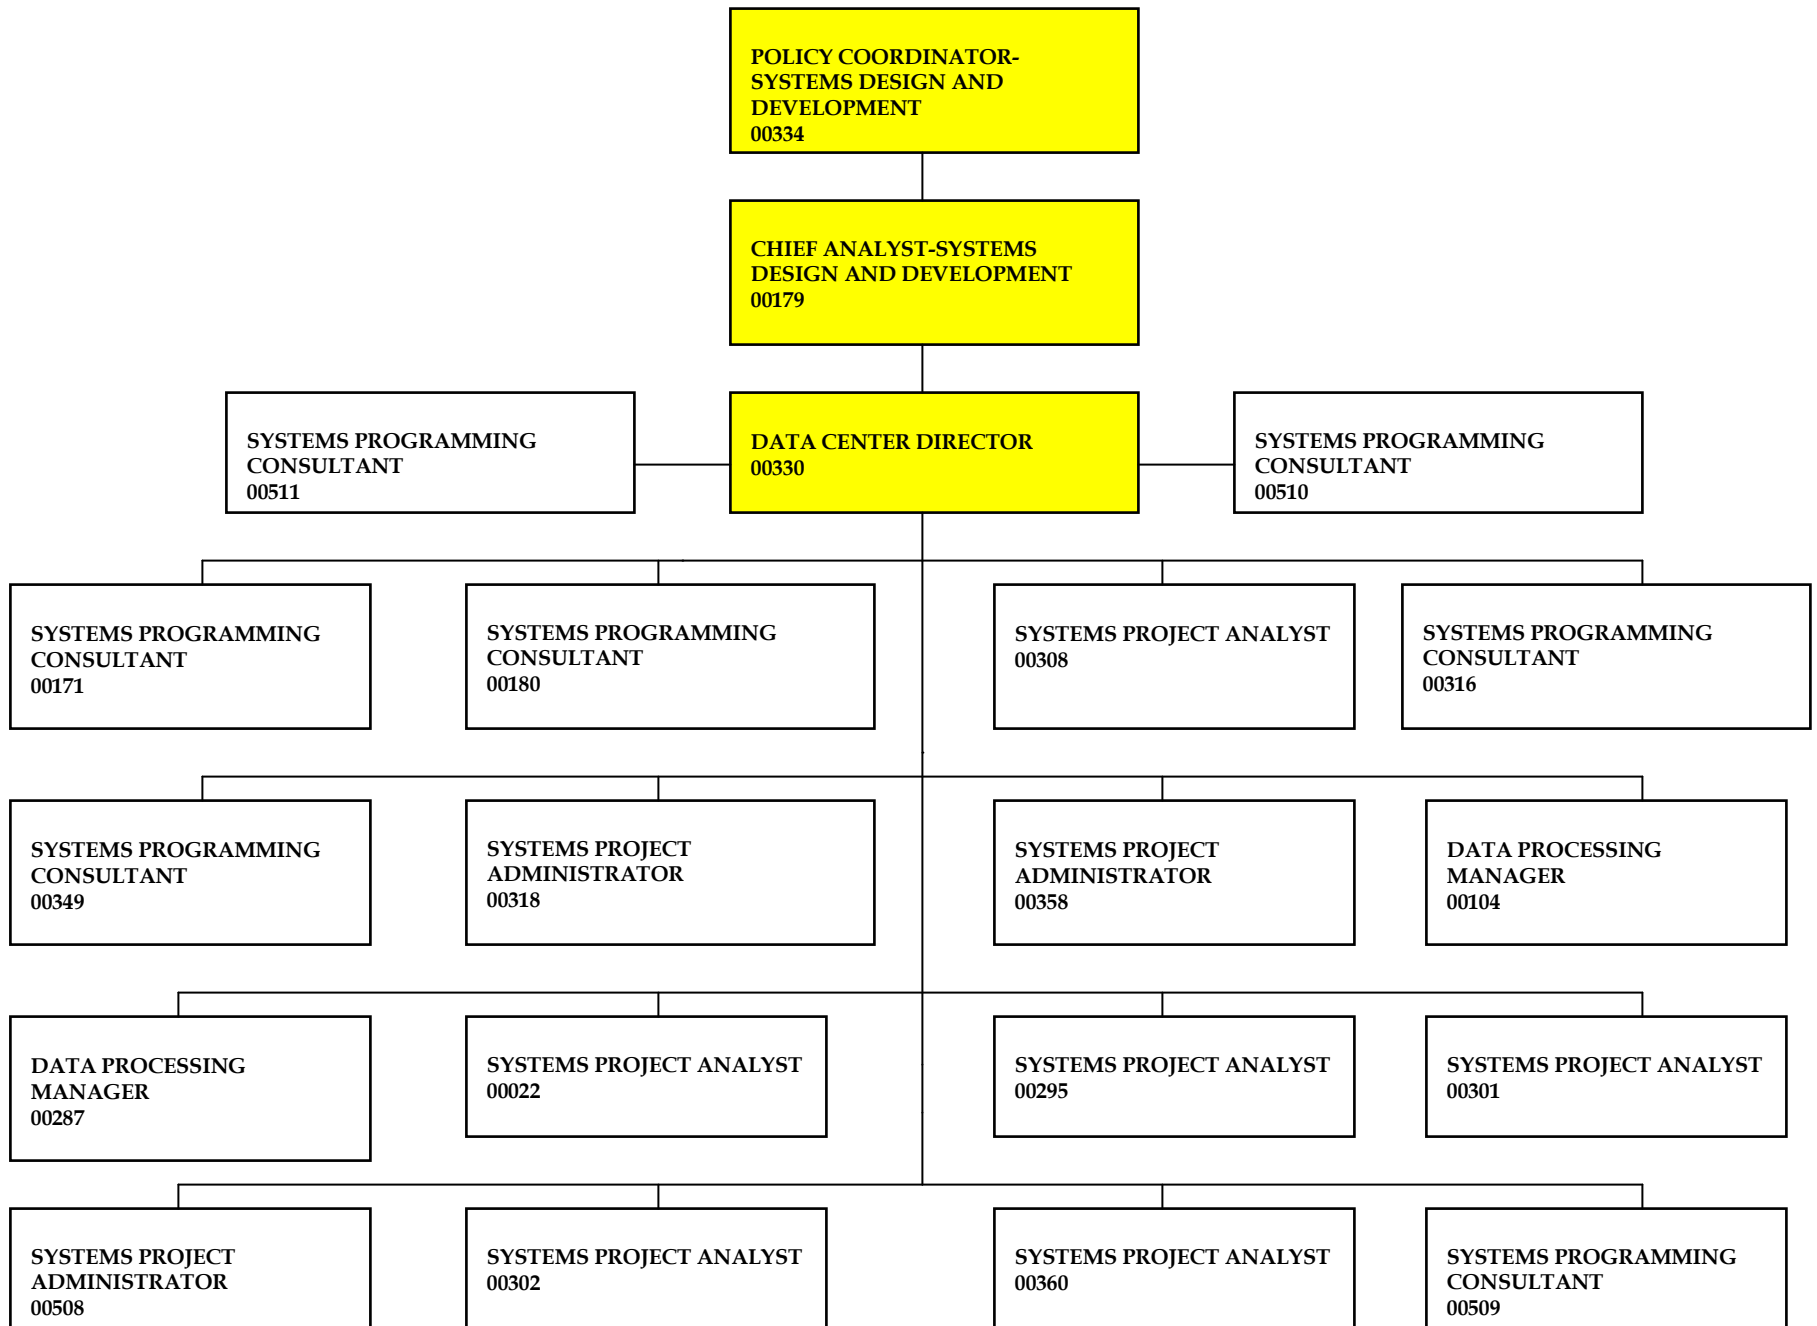 POLICY COORDINATOR-
SYSTEMS DESIGN AND
DEVELOPMENT
00334
CHIEF ANALYST-SYSTEMS
DESIGN AND DEVELOPMENT
00179
SYSTEMS PROGRAMMING
CONSULTANT
00511
DATA CENTER DIRECTOR
00330
SYSTEMS PROGRAMMING
CONSULTANT
00510
SYSTEMS PROGRAMMING
CONSULTANT
00171
SYSTEMS PROGRAMMING
CONSULTANT
00180
SYSTEMS PROJECT ANALYST
00308
SYSTEMS PROGRAMMING
CONSULTANT
00316
SYSTEMS PROGRAMMING
CONSULTANT
00349
SYSTEMS PROJECT
ADMINISTRATOR
00318
SYSTEMS PROJECT
ADMINISTRATOR
00358
DATA PROCESSING
MANAGER
00104
DATA PROCESSING
MANAGER
00287
SYSTEMS PROJECT ANALYST
00022
SYSTEMS PROJECT ANALYST
00295
SYSTEMS PROJECT ANALYST
00301
SYSTEMS PROJECT
ADMINISTRATOR
00508
SYSTEMS PROJECT ANALYST
00302
SYSTEMS PROJECT ANALYST
00360
SYSTEMS PROGRAMMING
CONSULTANT
00509